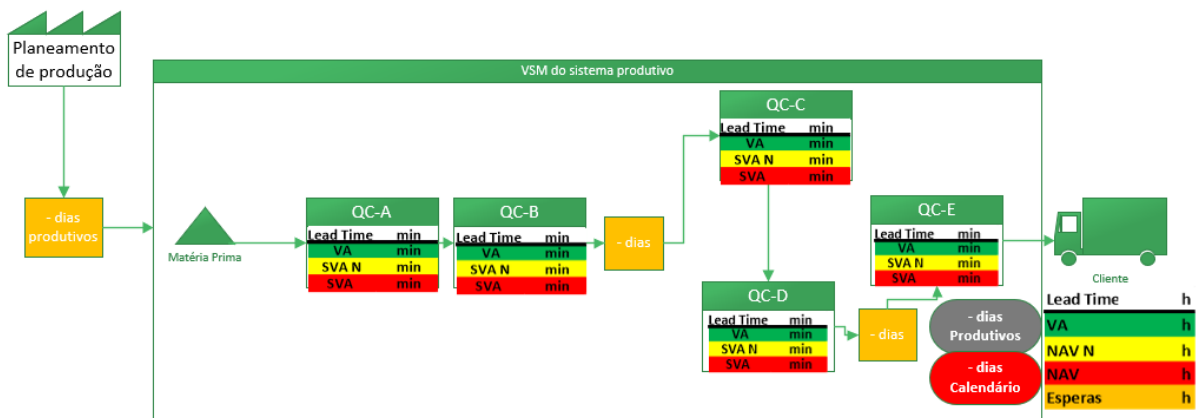 Planeamento
de produção
VSM do sistema produtivo
- dias
produtivos
Matéria Prima
QC-A
Lead Time min
VA min
SVA N min
SVA min
QC-B
Lead Time min
VA min
SVA N min
SVA min
- dias
QC-C
Lead Time min
VA min
SVA N min
SVA min
QC-D
Lead Time min
VA min
SVA N min
SVA min
- dias
QC-E
Lead Time min
VA min
SVA N min
SVA min
- dias
Produtivos
- dias
Calendário
Cliente
Lead Time h
VA h
NAV N h
NAV h
Esperas h